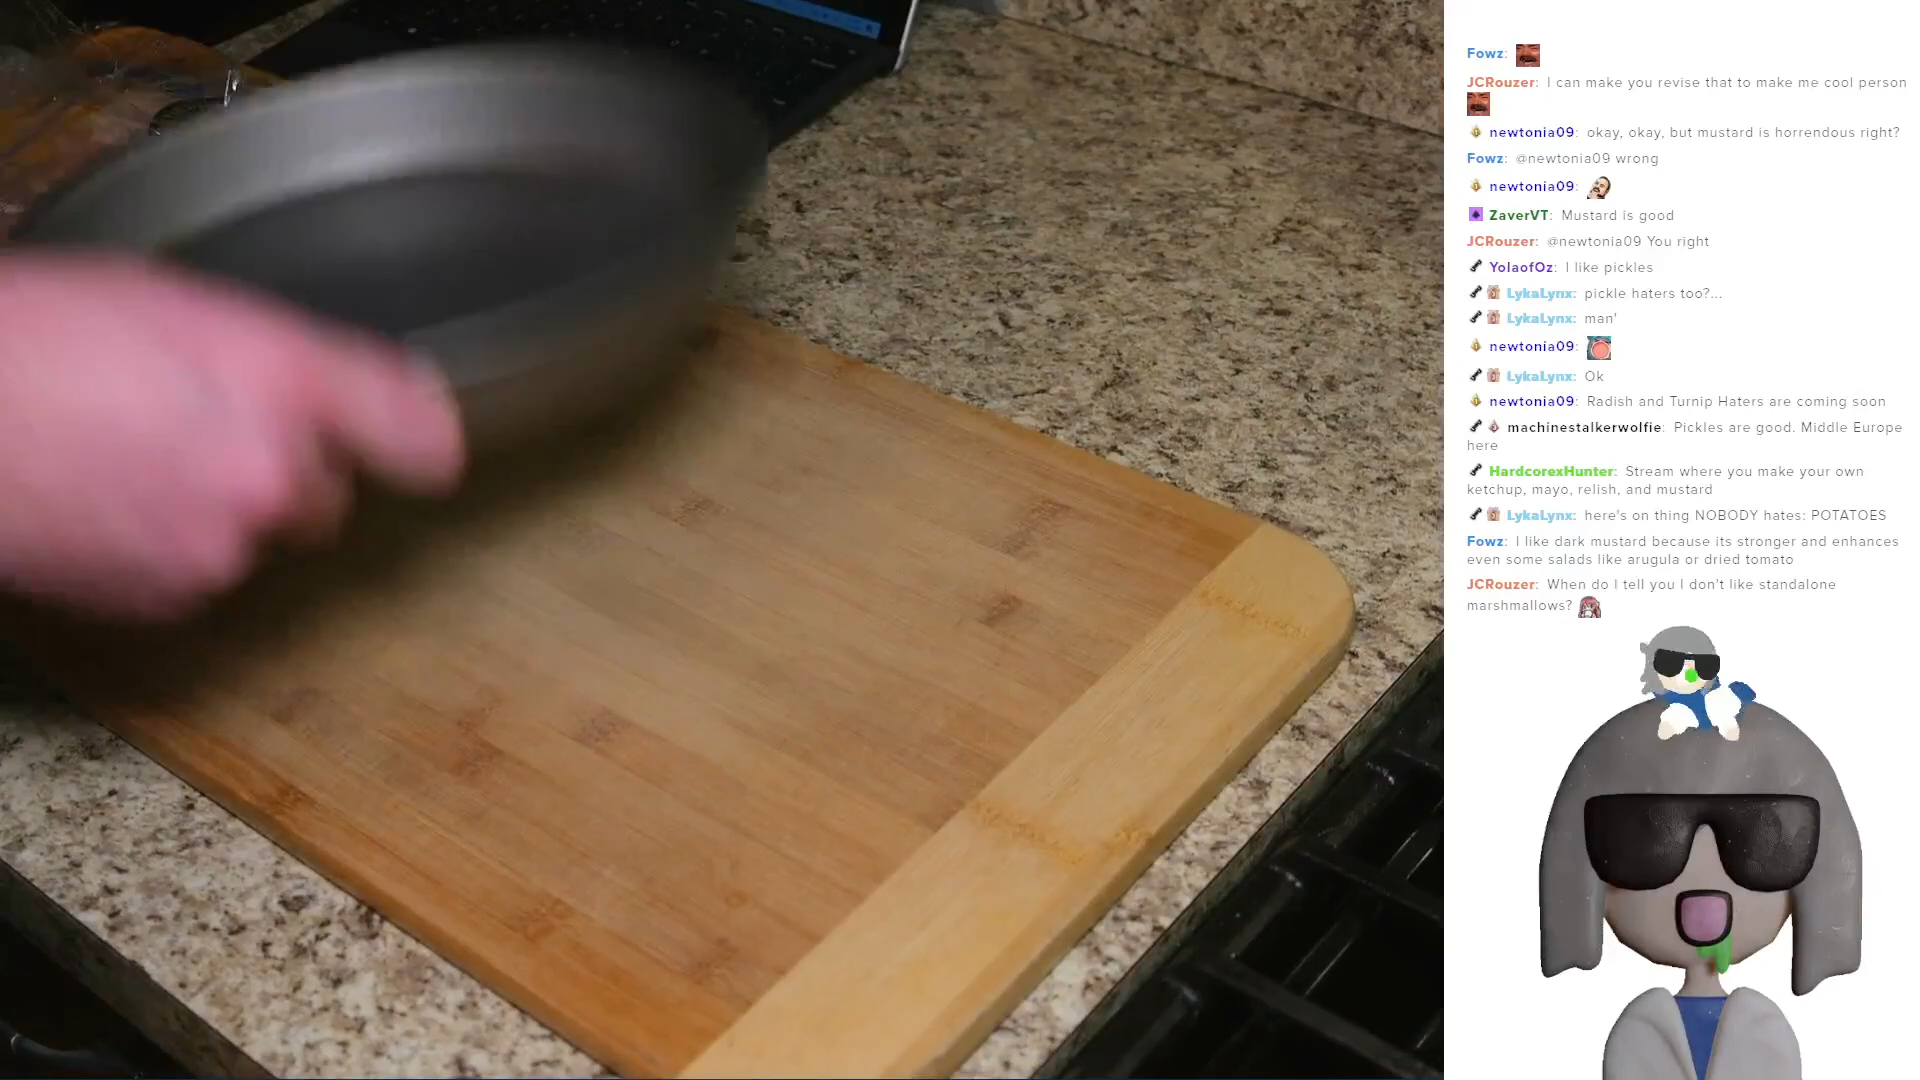 Fowz:
JCRouzer: I can make you revise that to make me cool person
newtonia09: okay, okay, but mustard is horrendous right?
Fowz: @newtonia09 wrong
newtonia09:
ZaverVT: Mustard is good
JCRouzer: @newtonia09 You right
YolaofOz: I like pickles
LykaLynx: pickle haters too?...
LykaLynx: man'
newtonia09:
LykaLynx: Ok
newtonia09: Radish and Turnip Haters are coming soon
machinestalkerwolfie: Pickles are good. Middle Europe
here
HardcorexHunter: Stream where you make your own
ketchup, mayo, relish, and mustard
LykaLynx: here's on thing NOBODY hates: POTATOES
Fowz: I like dark mustard because its stronger and enhances
even some salads like arugula or dried tomato
JCRouzer: When do I tell you I don't like standalone
marshmallows?